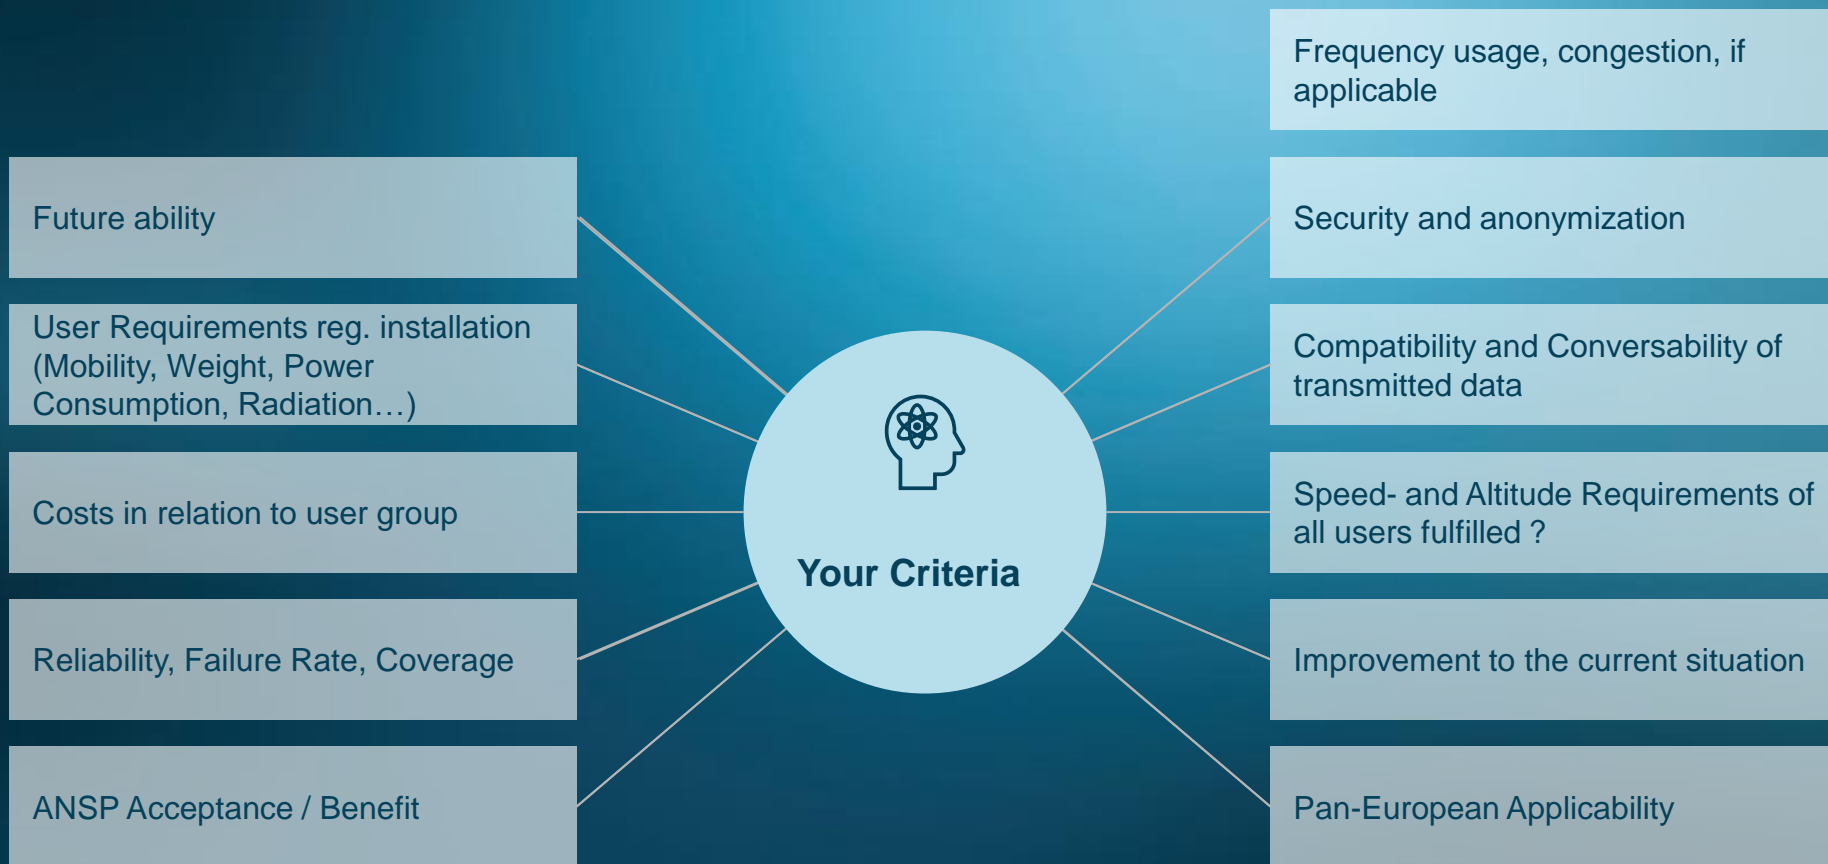 Future ability
User Requirements reg. installation
(Mobility, Weight, Power
Consumption, Radiation…)
Costs in relation to user group
Reliability, Failure Rate, Coverage
ANSP Acceptance / Benefit
Your Criteria
Frequency usage, congestion, if
applicable
Security and anonymization
Compatibility and Conversability of
transmitted data
Speed- and Altitude Requirements of
all users fulfilled ?
Improvement to the current situation
Pan-European Applicability